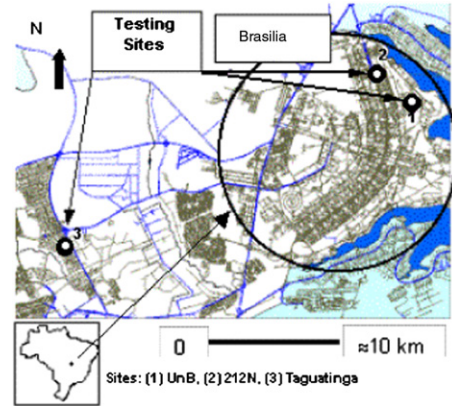 N
Testing
Sites
Brasilia
2
1
3
0
≈10 km
Sites: (1) UnB, (2) 212N, (3) Taguatinga